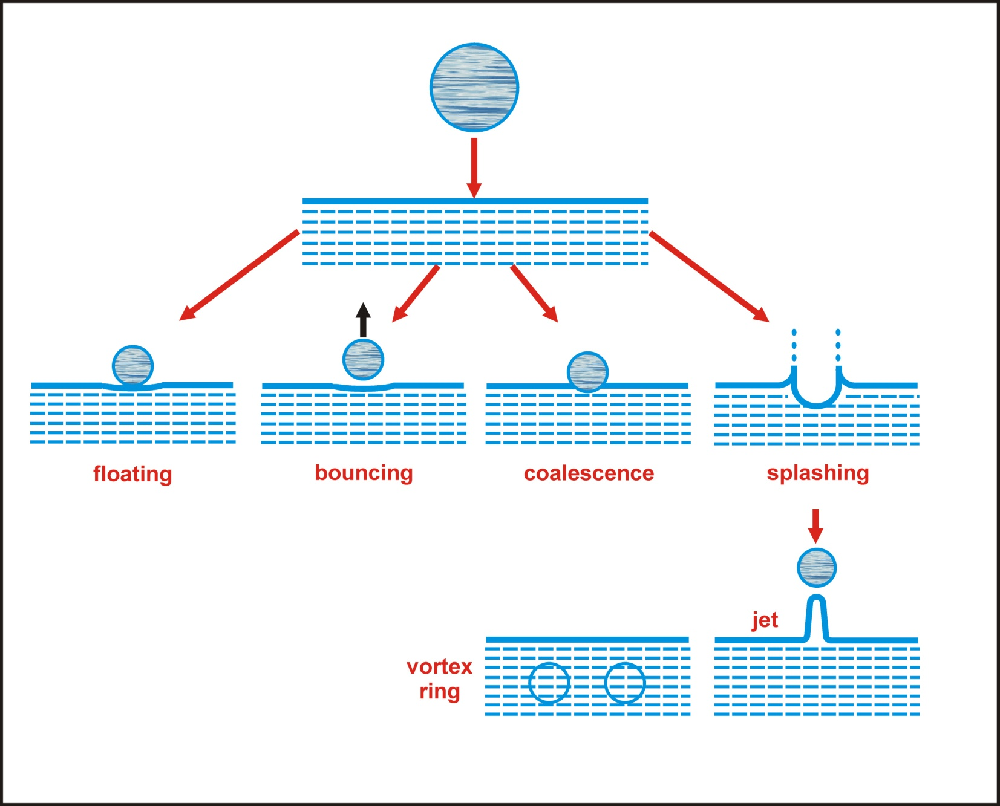 floating
bouncing
coalescence
splashing
jet
vortex
ring